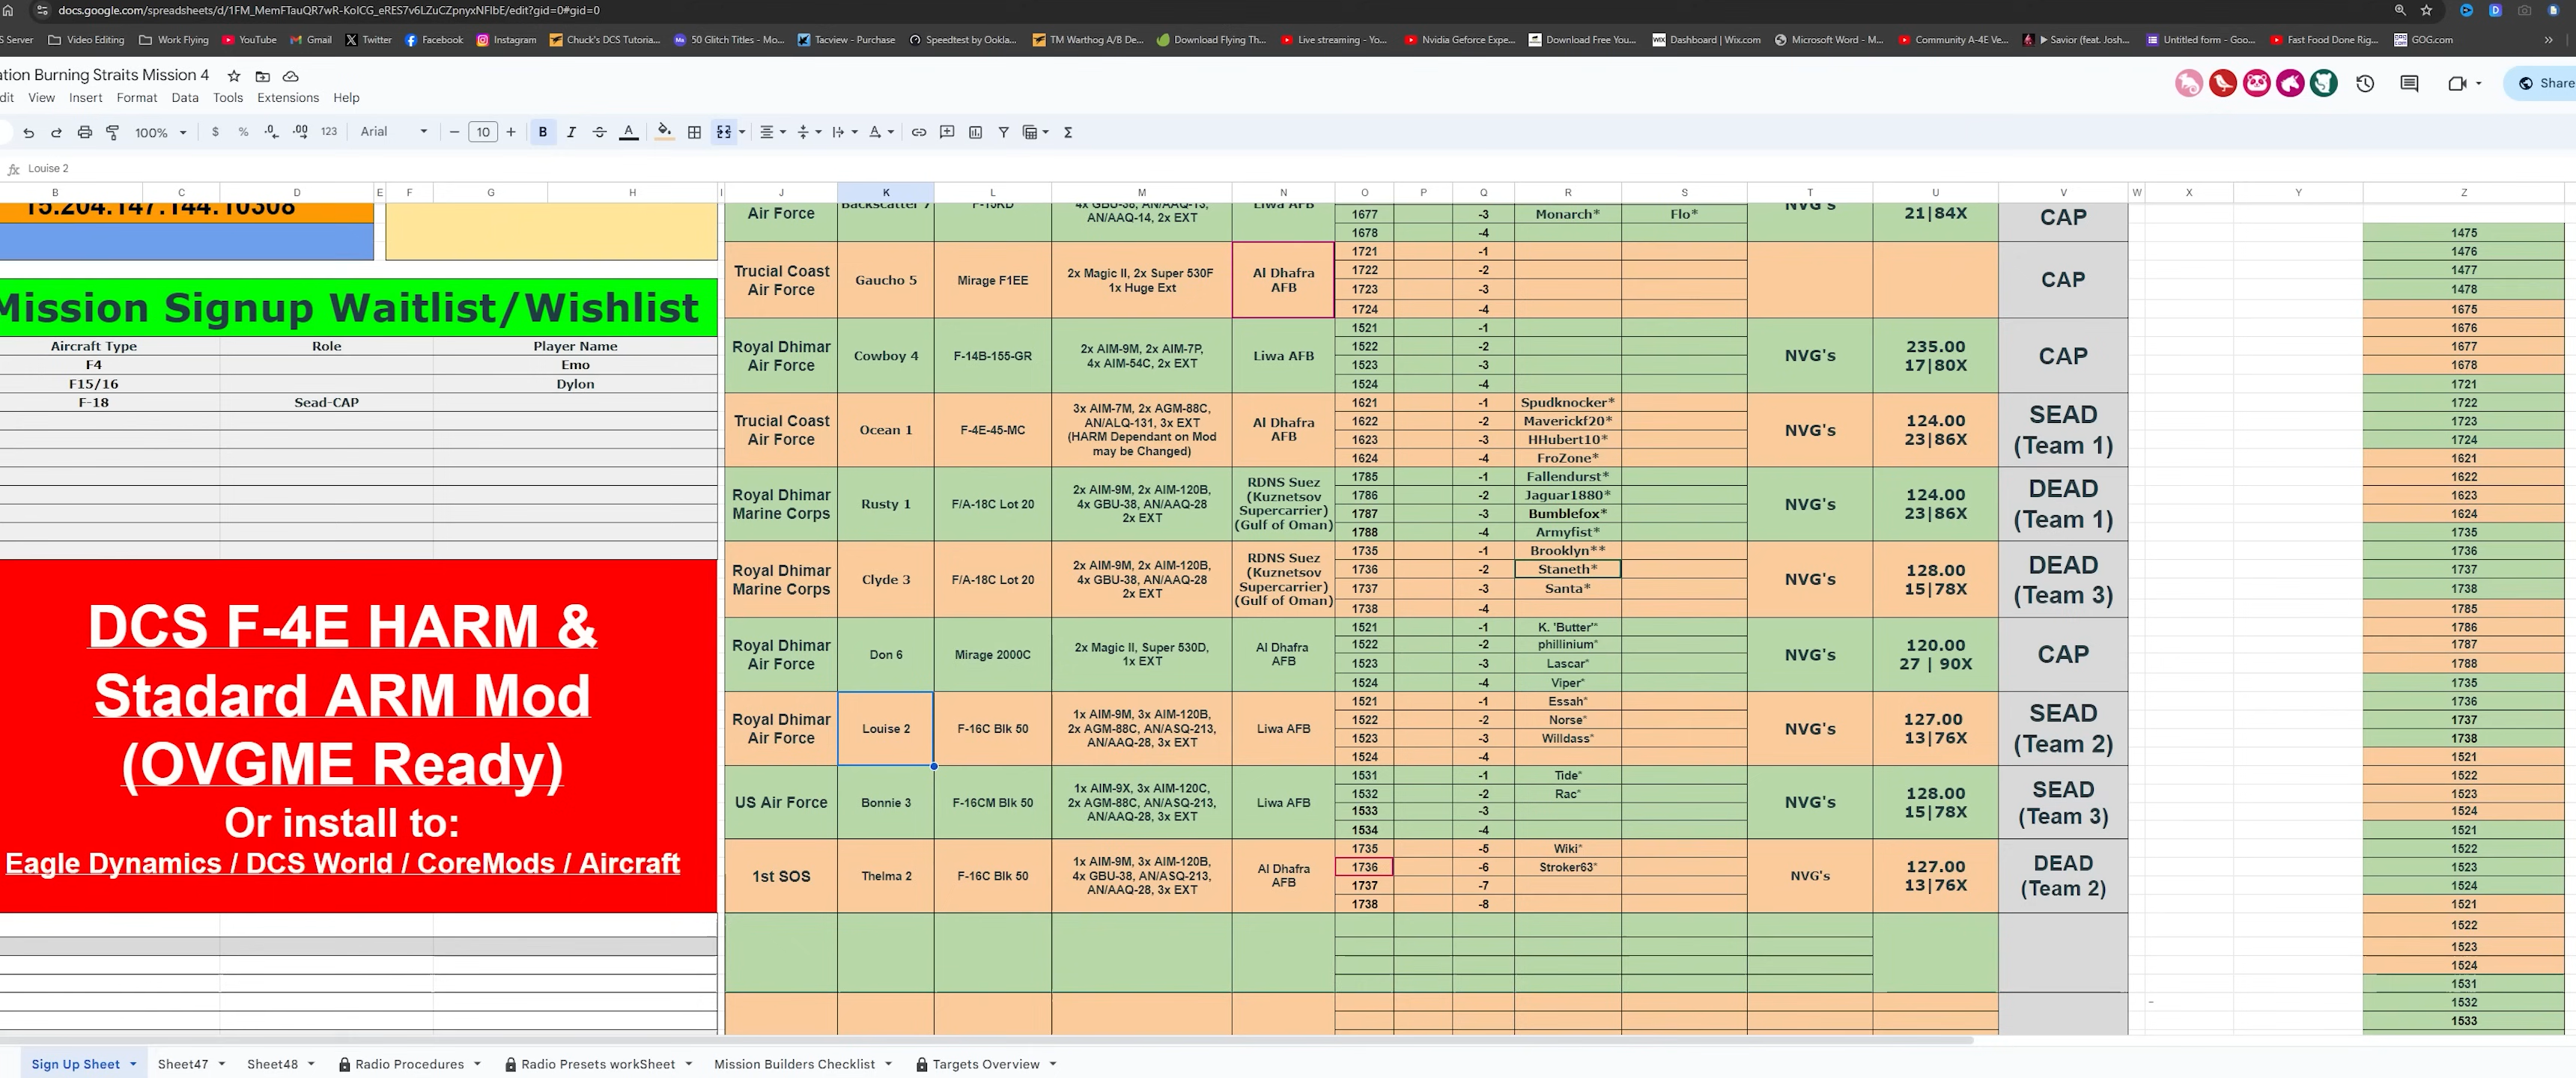 docs.google.com/spreadsheets/d/1FM_MemFTauQR7wR-KoICG_eRES7v6LZuCZpnyxNFIbE/edit?gid=0#gid=0
S Server Video Editing Work Flying YouTube Gmail Twitter Facebook Instagram Chuck's DCS Tutoria... 50 Glitch Titles - Mo... Tacview - Purchase Speedtest by Ookla... TM Warthog A/B De... Download Flying Th... Live streaming - Yo... Nvidia Geforce Expe... Download Free You... Dashboard | Wix.com Microsoft Word - M... Community A-4E Ve... Savior (feat. Josh... Untitled form - Goo... Fast Food Done Rig... GOG.com
ation Burning Straits Mission 4
dit View Insert Format Data Tools Extensions Help
Share
100% $ % .0 .00 123 Arial 10 B I
Louise 2
B C D E F G H I J K L M N O P Q R S T U V W X Y Z
15.204.147.144.10308
Mission Signup Waitlist/Wishlist
Aircraft Type Role Player Name
F4 Emo
F15/16 Dylon
F-18 Sead-CAP
DCS F-4E HARM &
Stadard ARM Mod
(OVGME Ready)
Or install to:
Eagle Dynamics / DCS World / CoreMods / Aircraft
Air Force
AN/AAQ-14, 2x EXT
Liwa AFB
1677 -3 Monarch* Flo*
1678 -4
NVG's
21|84X
CAP
Trucial Coast
Air Force
Gaucho 5
Mirage F1EE
2x Magic II, 2x Super 530F
1x Huge Ext
Al Dhafra
AFB
1721 -1
1722 -2
1723 -3
1724 -4
CAP
Royal Dhimar
Air Force
Cowboy 4
F-14B-155-GR
2x AIM-9M, 2x AIM-7P,
4x AIM-54C, 2x EXT
Liwa AFB
1521 -1
1522 -2
1523 -3
1524 -4
NVG's
235.00
17|80X
CAP
Trucial Coast
Air Force
Ocean 1
F-4E-45-MC
3x AIM-7M, 2x AGM-88C,
AN/ALQ-131, 3x EXT
(HARM Dependant on Mod
may be Changed)
Al Dhafra
AFB
1621 -1 Spudknocker*
1622 -2 Maverickf20*
1623 -3 HHubert10*
1624 -4 FroZone*
NVG's
124.00
23|86X
SEAD
(Team 1)
Royal Dhimar
Marine Corps
Rusty 1
F/A-18C Lot 20
2x AIM-9M, 2x AIM-120B,
4x GBU-38, AN/AAQ-28
2x EXT
RDNS Suez
(Kuznetsov
Supercarrier)
(Gulf of Oman)
1785 -1 Fallendurst*
1786 -2 Jaguar1880*
1787 -3 Bumblefox*
1788 -4 Armyfist*
NVG's
124.00
23|86X
DEAD
(Team 1)
Royal Dhimar
Marine Corps
Clyde 3
F/A-18C Lot 20
2x AIM-9M, 2x AIM-120B,
4x GBU-38, AN/AAQ-28
2x EXT
RDNS Suez
(Kuznetsov
Supercarrier)
(Gulf of Oman)
1735 -1 Brooklyn**
1736 -2 Staneth*
1737 -3 Santa*
1738 -4
NVG's
128.00
15|78X
DEAD
(Team 3)
Royal Dhimar
Air Force
Don 6
Mirage 2000C
2x Magic II, Super 530D,
1x EXT
Al Dhafra
AFB
1521 -1 K. 'Butter'*
1522 -2 phillinium*
1523 -3 Lascar*
1524 -4 Viper*
NVG's
120.00
27 | 90X
CAP
Royal Dhimar
Air Force
Louise 2
F-16C Blk 50
1x AIM-9M, 3x AIM-120B,
2x AGM-88C, AN/ASQ-213,
AN/AAQ-28, 3x EXT
Liwa AFB
1521 -1 Essah*
1522 -2 Norse*
1523 -3 Willdass*
1524 -4
NVG's
127.00
13|76X
SEAD
(Team 2)
US Air Force
Bonnie 3
F-16CM Blk 50
1x AIM-9X, 3x AIM-120C,
2x AGM-88C, AN/ASQ-213,
AN/AAQ-28, 3x EXT
Liwa AFB
1531 -1 Tide*
1532 -2 Rac*
1533 -3
1534 -4
NVG's
128.00
15|78X
SEAD
(Team 3)
1st SOS
Thelma 2
F-16C Blk 50
1x AIM-9M, 3x AIM-120B,
4x GBU-38, AN/ASQ-213,
AN/AAQ-28, 3x EXT
Al Dhafra
AFB
1735 -5 Wiki*
1736 -6 Stroker63*
1737 -7
1738 -8
NVG's
127.00
13|76X
DEAD
(Team 2)
1475
1476
1477
1478
1675
1676
1677
1678
1721
1722
1723
1724
1621
1622
1623
1624
1735
1736
1737
1738
1785
1786
1787
1788
1735
1736
1737
1738
1521
1522
1523
1524
1521
1522
1523
1524
1521
1522
1523
1524
1531
1532
1533
Sign Up Sheet Sheet47 Sheet48 Radio Procedures Radio Presets workSheet Mission Builders Checklist Targets Overview